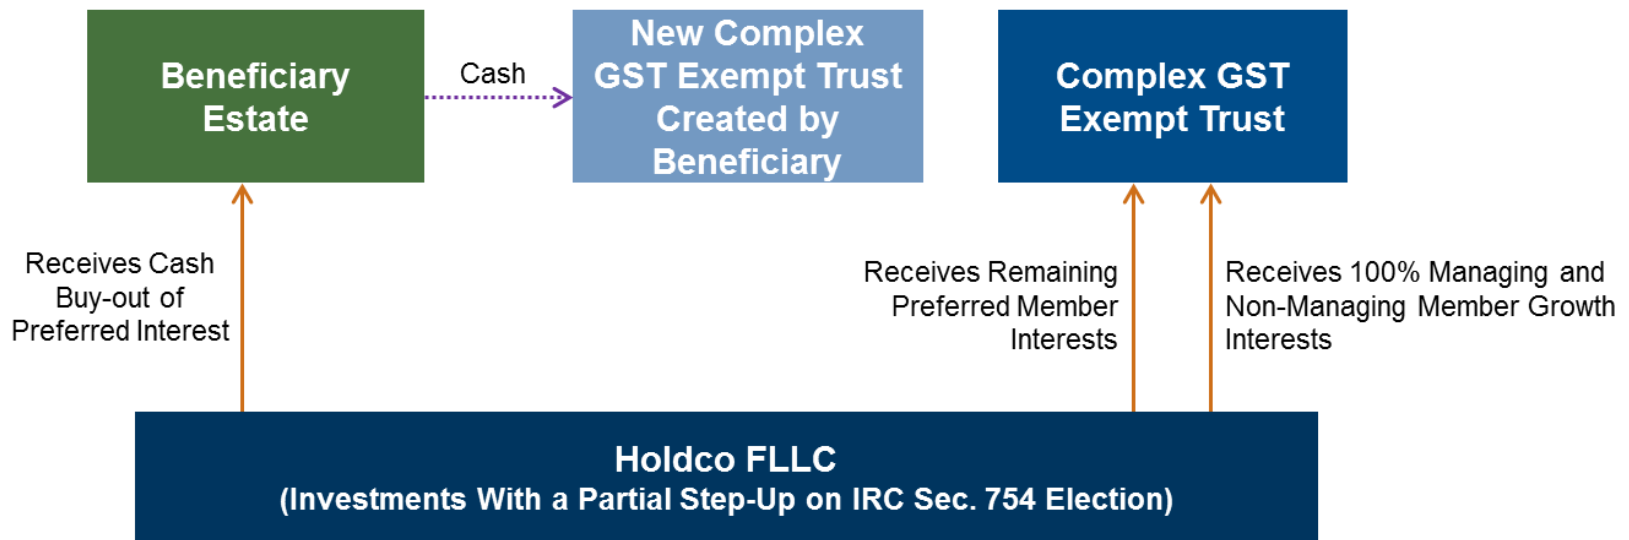 Beneficiary
Estate
Cash
New Complex
GST Exempt Trust
Created by
Beneficiary
Complex GST
Exempt Trust
Receives Cash
Buy-out of
Preferred Interest
Receives Remaining
Preferred Member
Interests
Receives 100% Managing and
Non-Managing Member Growth
Interests
Holdco FLLC
(Investments With a Partial Step-Up on IRC Sec. 754 Election)